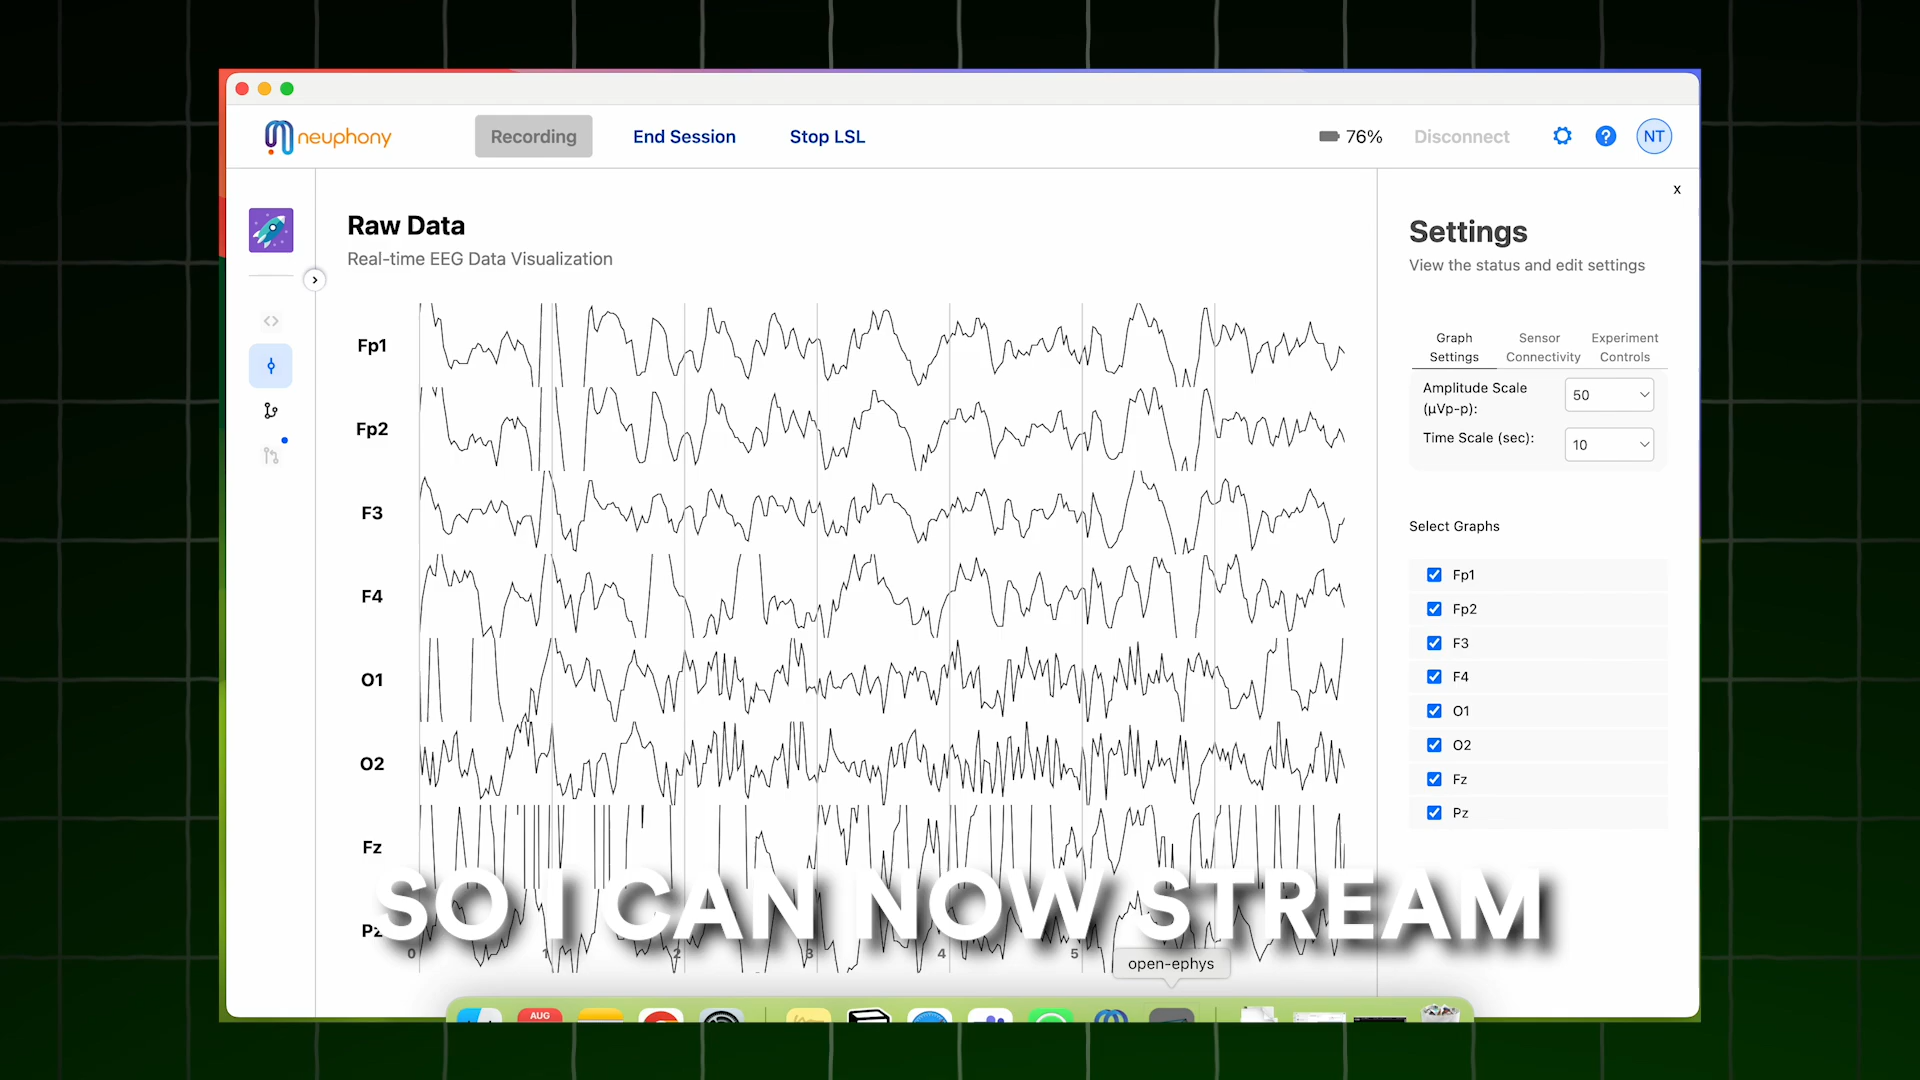 neuphony
Recording
End Session
Stop LSL
76%
Disconnect
?
NT
x
Raw Data
Real-time EEG Data Visualization
Settings
View the status and edit settings
Graph
Settings
Sensor
Connectivity
Experiment
Controls
Amplitude Scale
(µVp-p):
50
Time Scale (sec):
10
Select Graphs
Fp1
Fp2
F3
F4
O1
O2
Fz
Pz
Fp1
Fp2
F3
F4
O1
O2
Fz
Pz
0
1
2
3
4
5
SO I CAN NOW STREAM
open-ephys
AUG